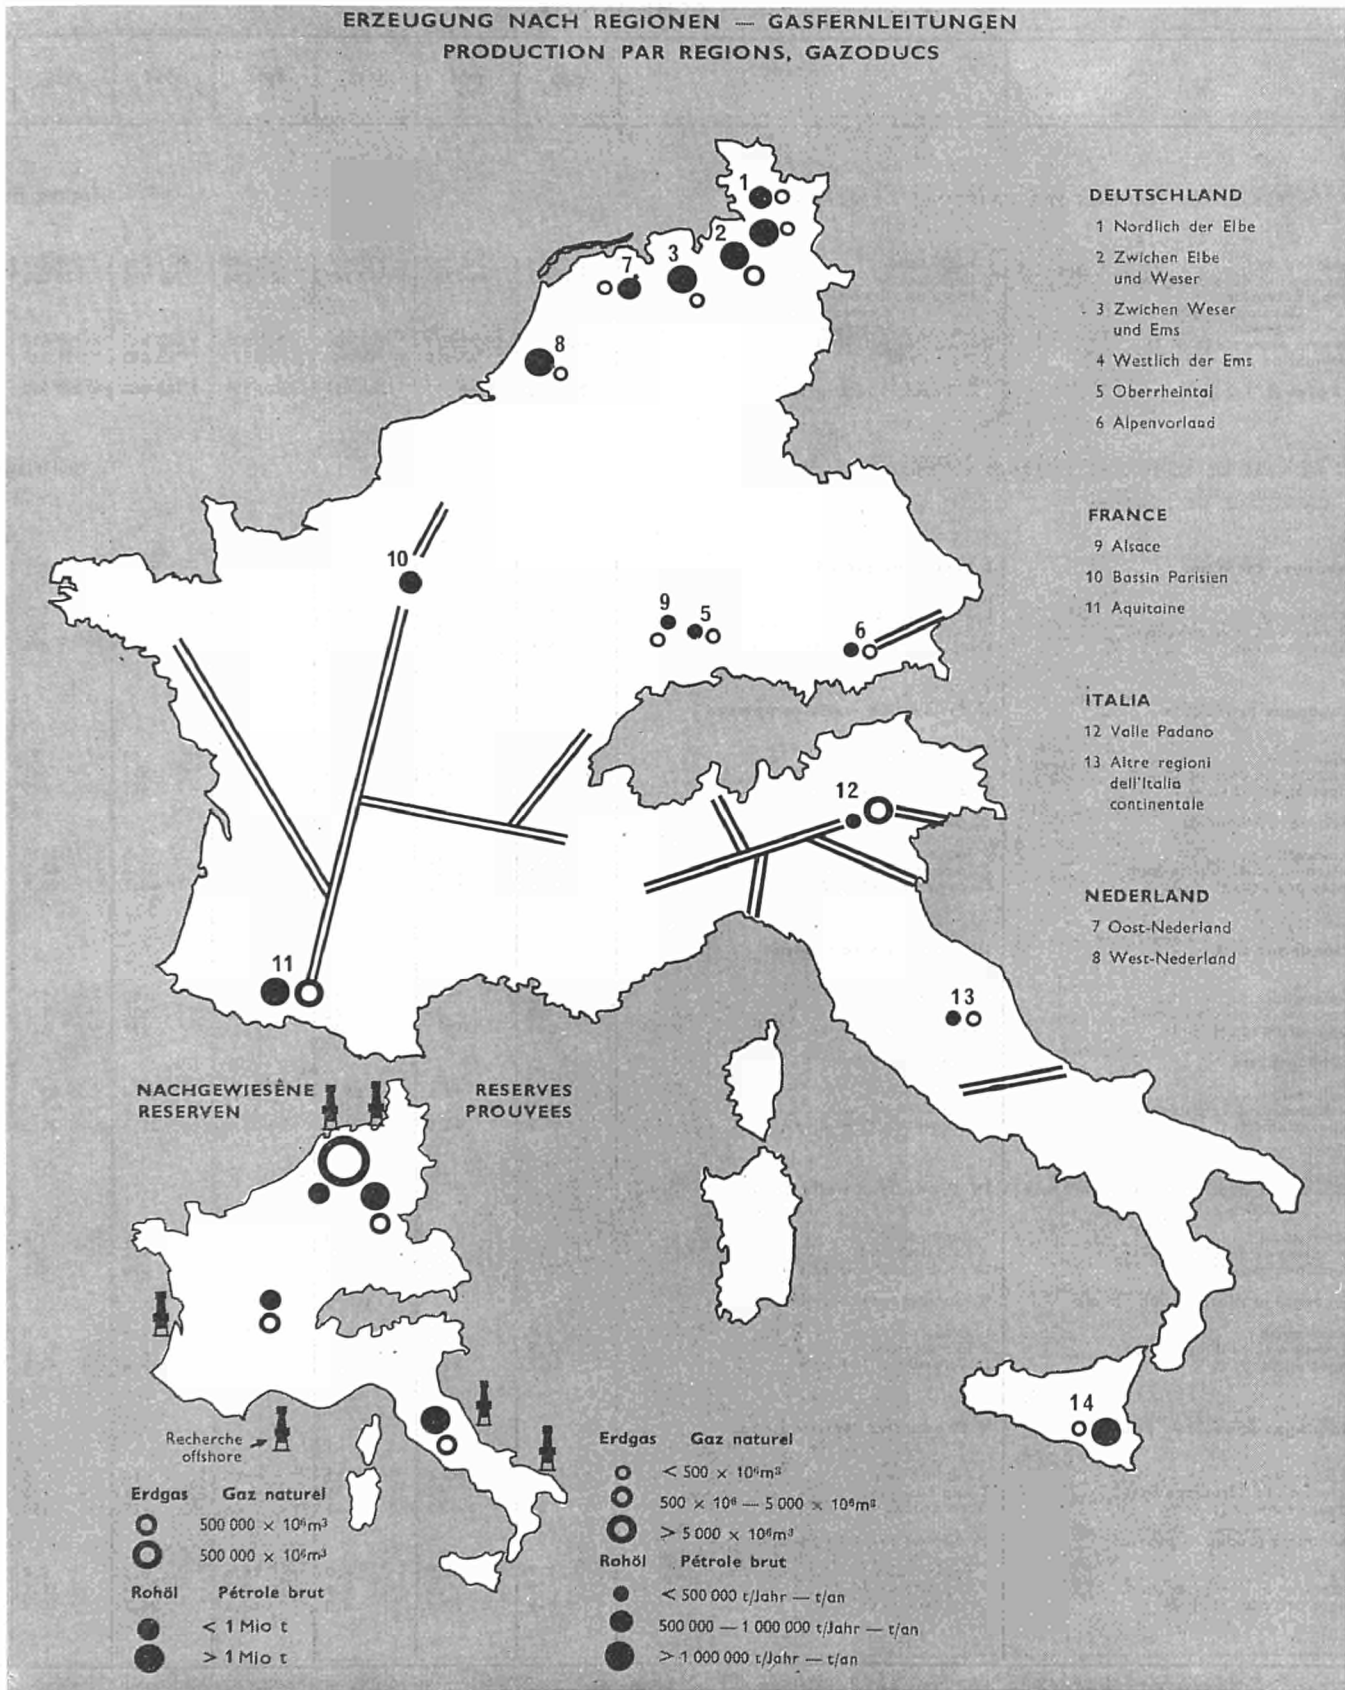 ERZEUGUNG NACH REGIONEN — GASFERNLEITUNGEN
PRODUCTION PAR REGIONS, GAZODUCS
1
2
3
7
8
10
9
5
6
12
11
13
14
DEUTSCHLAND
1 Nordlich der Elbe
2 Zwichen Elbe
und Weser
3 Zwichen Weser
und Ems
4 Westlich der Ems
5 Oberrheintal
6 Alpenvorland
FRANCE
9 Alsace
10 Bassin Parisien
11 Aquitaine
ITALIA
12 Valle Padano
13 Altre regioni
dell'Italia
continentale
NEDERLAND
7 Oost-Nederland
8 West-Nederland
NACHGEWIESÊNE
RESERVEN
RESERVES
PROUVEES
Recherche
offshore
Erdgas Gaz naturel
500 000 × 10⁶m³
500 000 × 10⁶m³
Rohöl Pétrole brut
< 1 Mio t
> 1 Mio t
Erdgas Gaz naturel
< 500 × 10⁶m³
500 × 10⁶ — 5 000 × 10⁶m³
> 5 000 × 10⁶m³
Rohöl Pétrole brut
< 500 000 t/Jahr — t/an
500 000 — 1 000 000 t/Jahr — t/an
> 1 000 000 t/Jahr — t/an